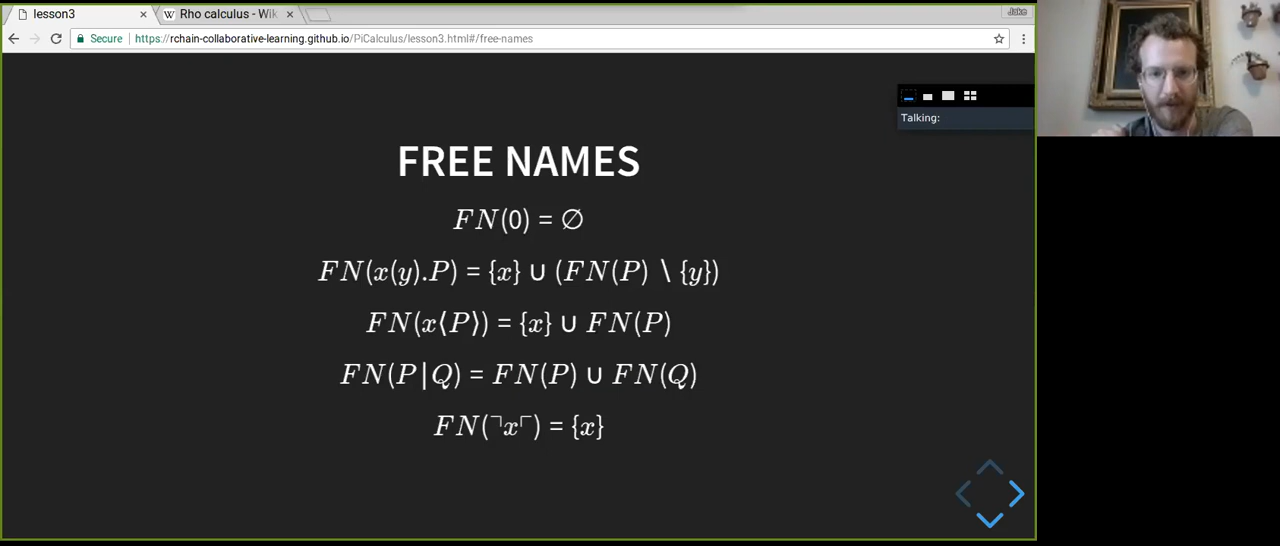 lesson3
Rho calculus - Wik
Jake
Secure
https://rchain-collaborative-learning.github.io/PiCalculus/lesson3.html#/free-names
Talking:
FREE NAMES
FN(0) = ∅
FN(x(y).P) = {x} ∪ (FN(P) \ {y})
FN(x⟨P⟩) = {x} ∪ FN(P)
FN(P|Q) = FN(P) ∪ FN(Q)
FN(⌝x⌜) = {x}